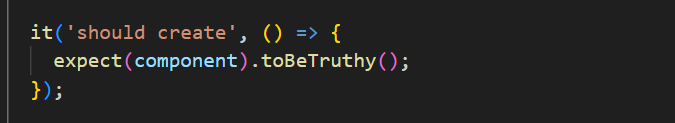 it('should create', () => {
  expect(component).toBeTruthy();
});